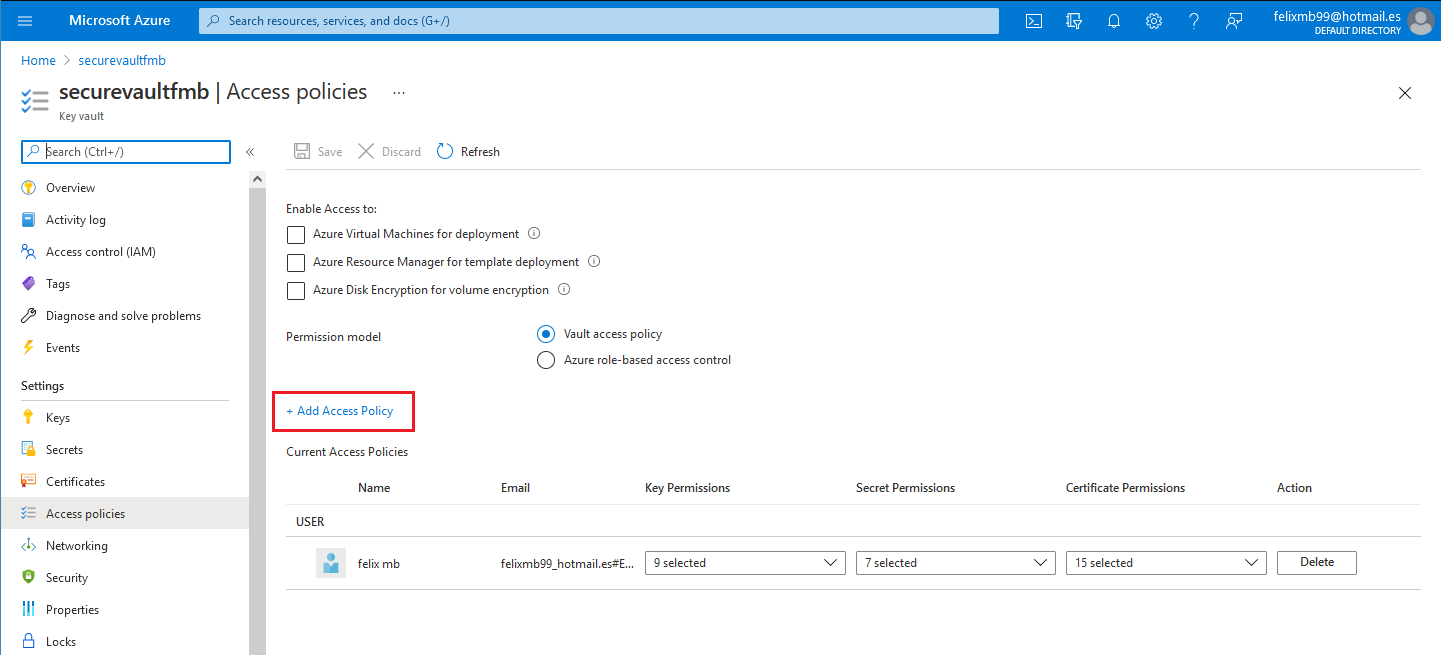 Microsoft Azure
Search resources, services, and docs (G+/)
felixmb99@hotmail.es
DEFAULT DIRECTORY
Home > securevaultfmb
securevaultfmb | Access policies ...
Key vault
Search (Ctrl+/)
«
Save Discard Refresh
Overview
Activity log
Access control (IAM)
Tags
Diagnose and solve problems
Events
Settings
Keys
Secrets
Certificates
Access policies
Networking
Security
Properties
Locks
Enable Access to:
Azure Virtual Machines for deployment
Azure Resource Manager for template deployment
Azure Disk Encryption for volume encryption
Permission model
Vault access policy
Azure role-based access control
+ Add Access Policy
Current Access Policies
Name Email Key Permissions Secret Permissions Certificate Permissions Action
USER
felix mb felixmb99_hotmail.es#E... 9 selected 7 selected 15 selected Delete